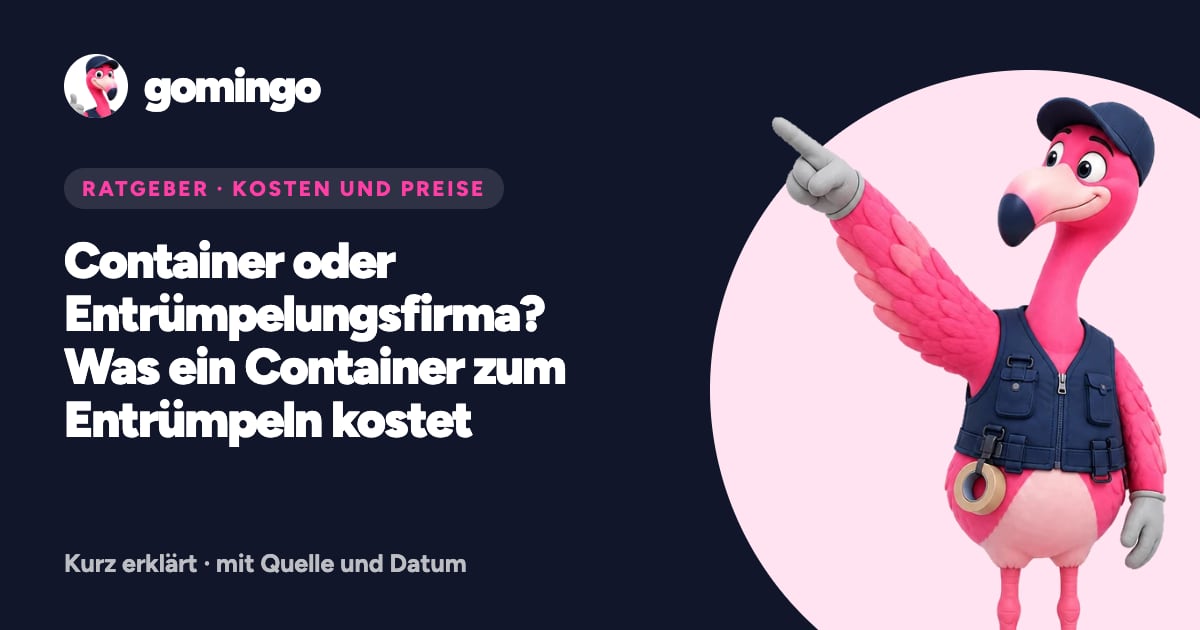 gomingo
RATGEBER · KOSTEN UND PREISE
Container oder
Entrümpelungsfirma?
Was ein Container zum
Entrümpeln kostet
Kurz erklärt · mit Quelle und Datum